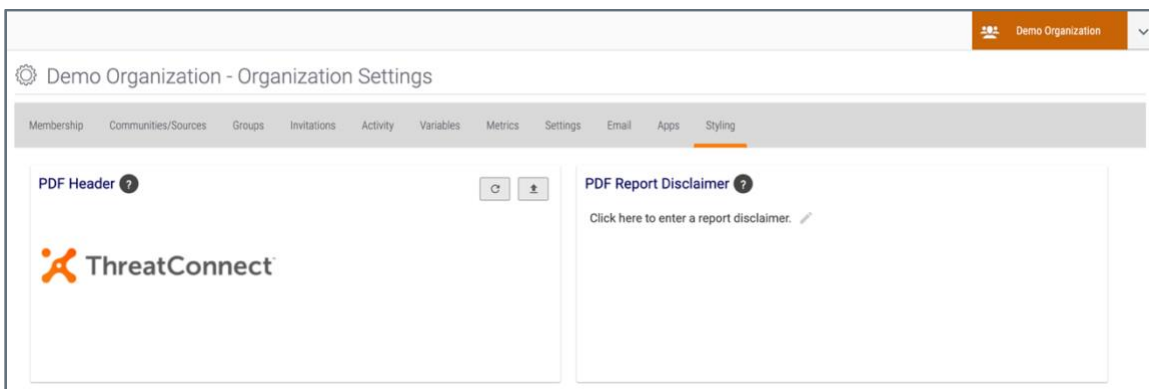 Demo Organization
Demo Organization - Organization Settings
Membership Communities/Sources Groups Invitations Activity Variables Metrics Settings Email Apps Styling
PDF Header ?
ThreatConnect
PDF Report Disclaimer ?
Click here to enter a report disclaimer.